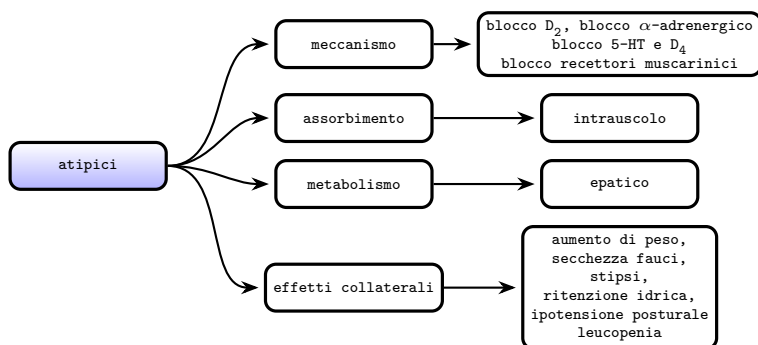 atipici
meccanismo
blocco D₂, blocco α-adrenergico
blocco 5-HT e D₄
blocco recettori muscarinici
assorbimento
intrauscolo
metabolismo
epatico
effetti collaterali
aumento di peso,
secchezza fauci,
stipsi,
ritenzione idrica,
ipotensione posturale
leucopenia